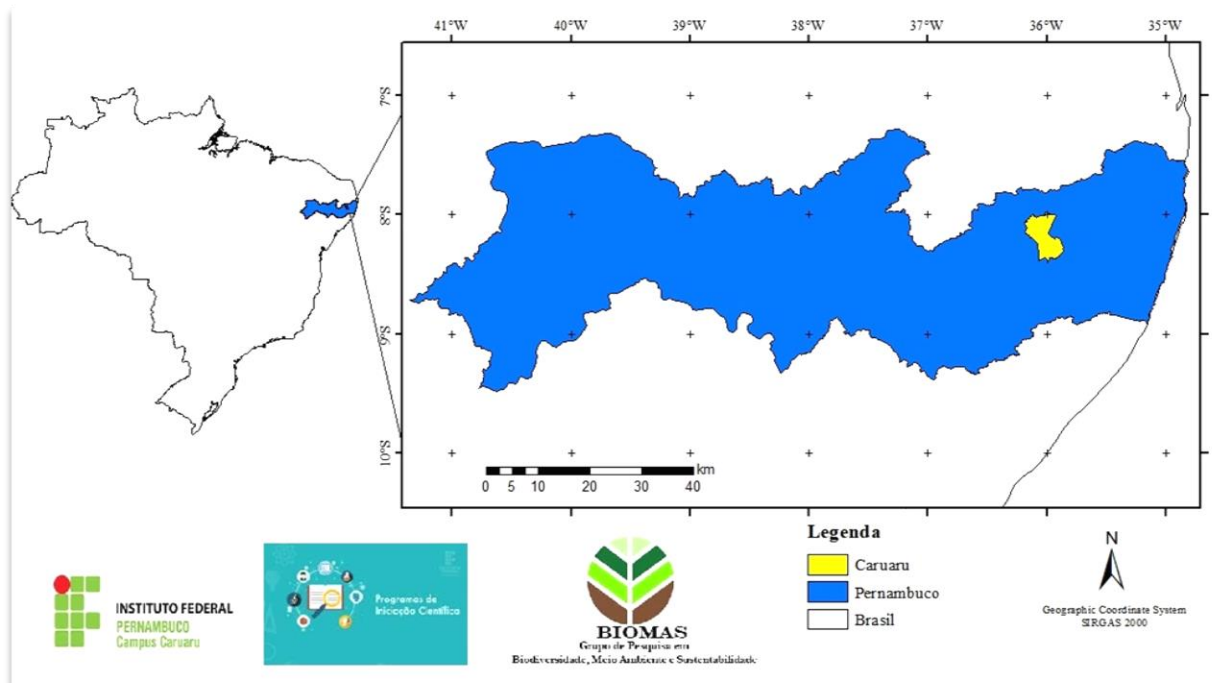 41°W 40°W 39°W 38°W 37°W 36°W 35°W
7°S
8°S
9°S
10°S
km
0 5 10 20 30 40
Legenda
Caruaru
Pernambuco
Brasil
N
Geographic Coordinate System
SIRGAS 2000
INSTITUTO FEDERAL
PERNAMBUCO
Campus Caruaru
Programas de
Iniciação Científica
BIOMAS
Grupo de Pesquisa em
Biodiversidade, Meio Ambiente e Sustentabilidade